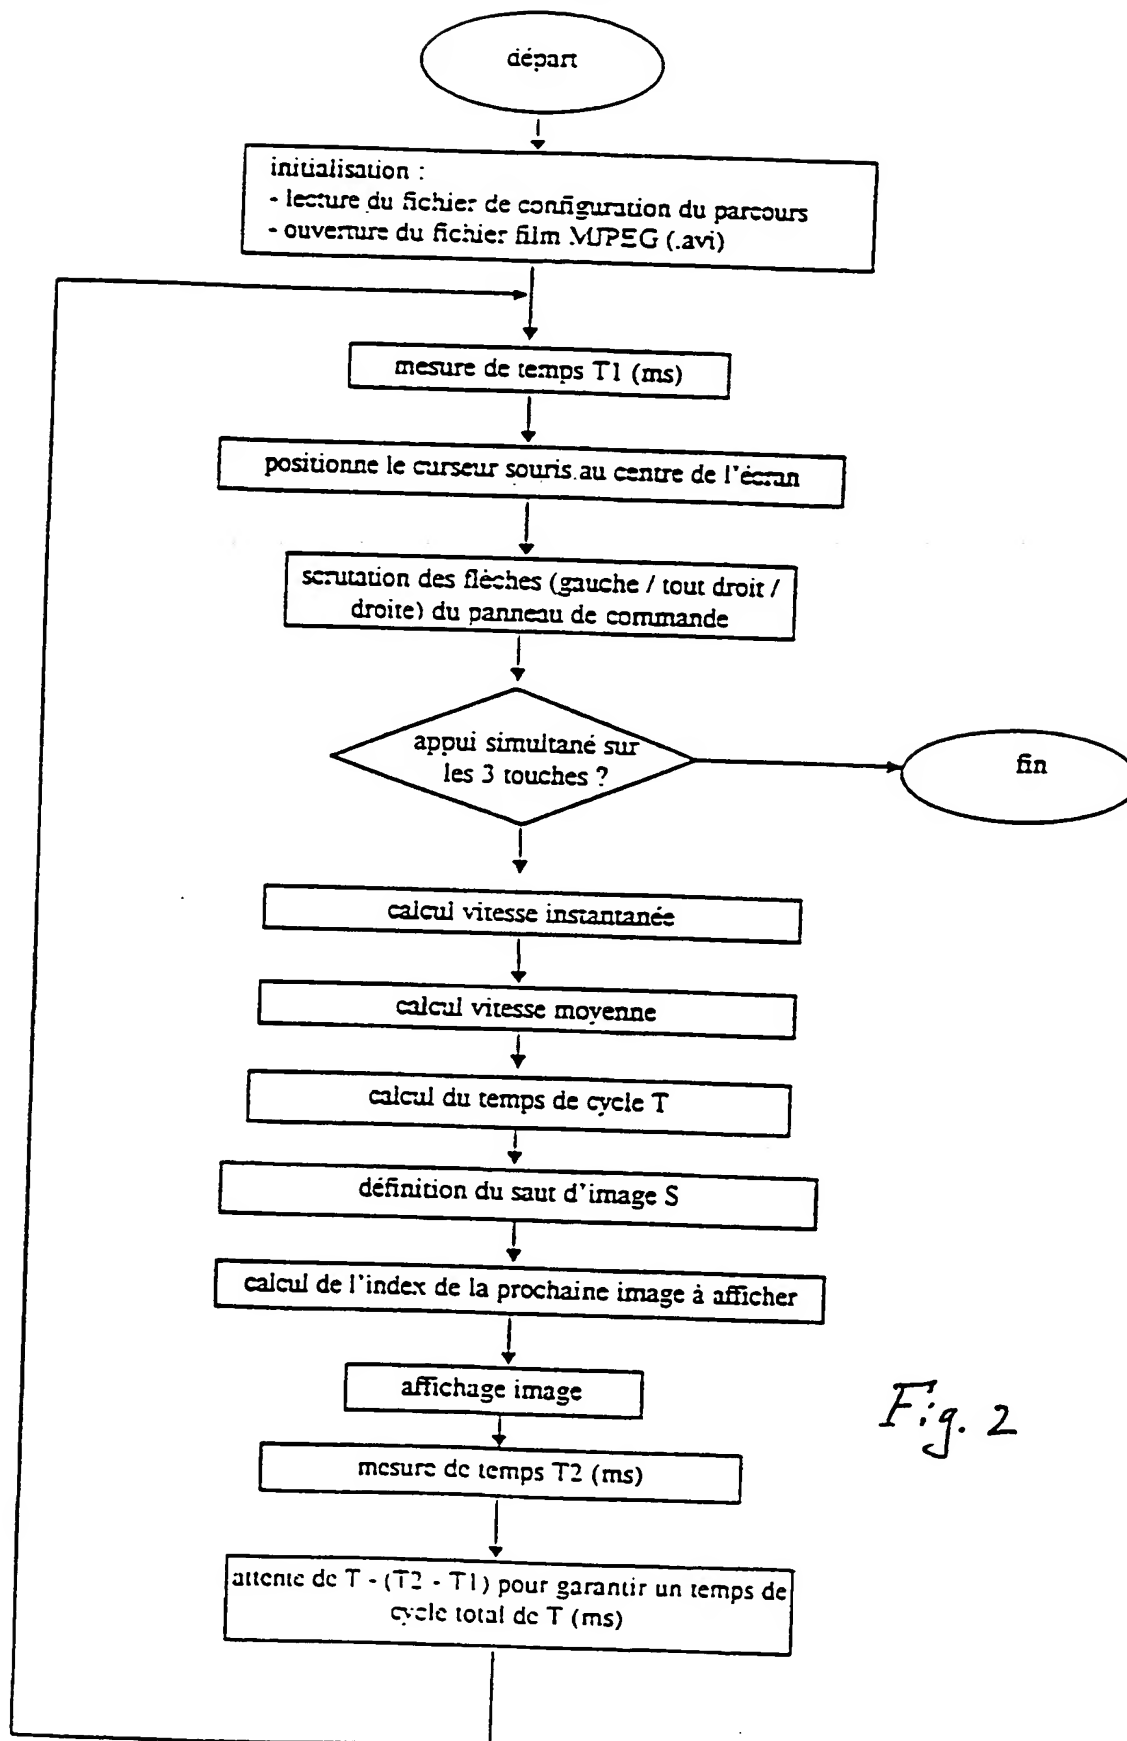 départ
initialisation :
- lecture du fichier de configuration du parcours
- ouverture du fichier film MJPEG (.avi)
mesure de temps T1 (ms)
positionne le curseur souris au centre de l'écran
scrutation des flèches (gauche / tout droit /
droite) du panneau de commande
appui simultané sur
les 3 touches ?
fin
calcul vitesse instantanée
calcul vitesse moyenne
calcul du temps de cycle T
définition du saut d'image S
calcul de l'index de la prochaine image à afficher
affichage image
mesure de temps T2 (ms)
attente de T - (T2 - T1) pour garantir un temps de
cycle total de T (ms)
Fig. 2